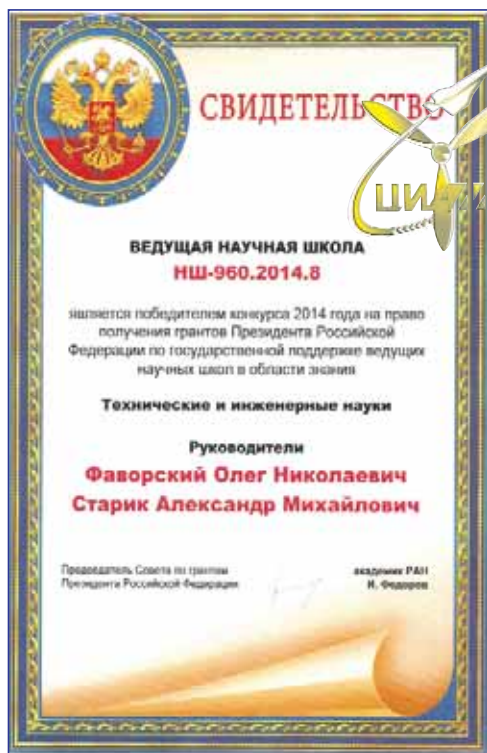 СВИДЕТЕЛЬСТВО
ЦИАМ
ВЕДУЩАЯ НАУЧНАЯ ШКОЛА
НШ-960.2014.8
является победителем конкурса 2014 года на право
получения грантов Президента Российской
Федерации по государственной поддержке ведущих
научных школ в области знания
Технические и инженерные науки
Руководители
Фаворский Олег Николаевич
Старик Александр Михайлович
Председатель Совета по грантам
Президента Российской Федерации
академик РАН
И. Федоров